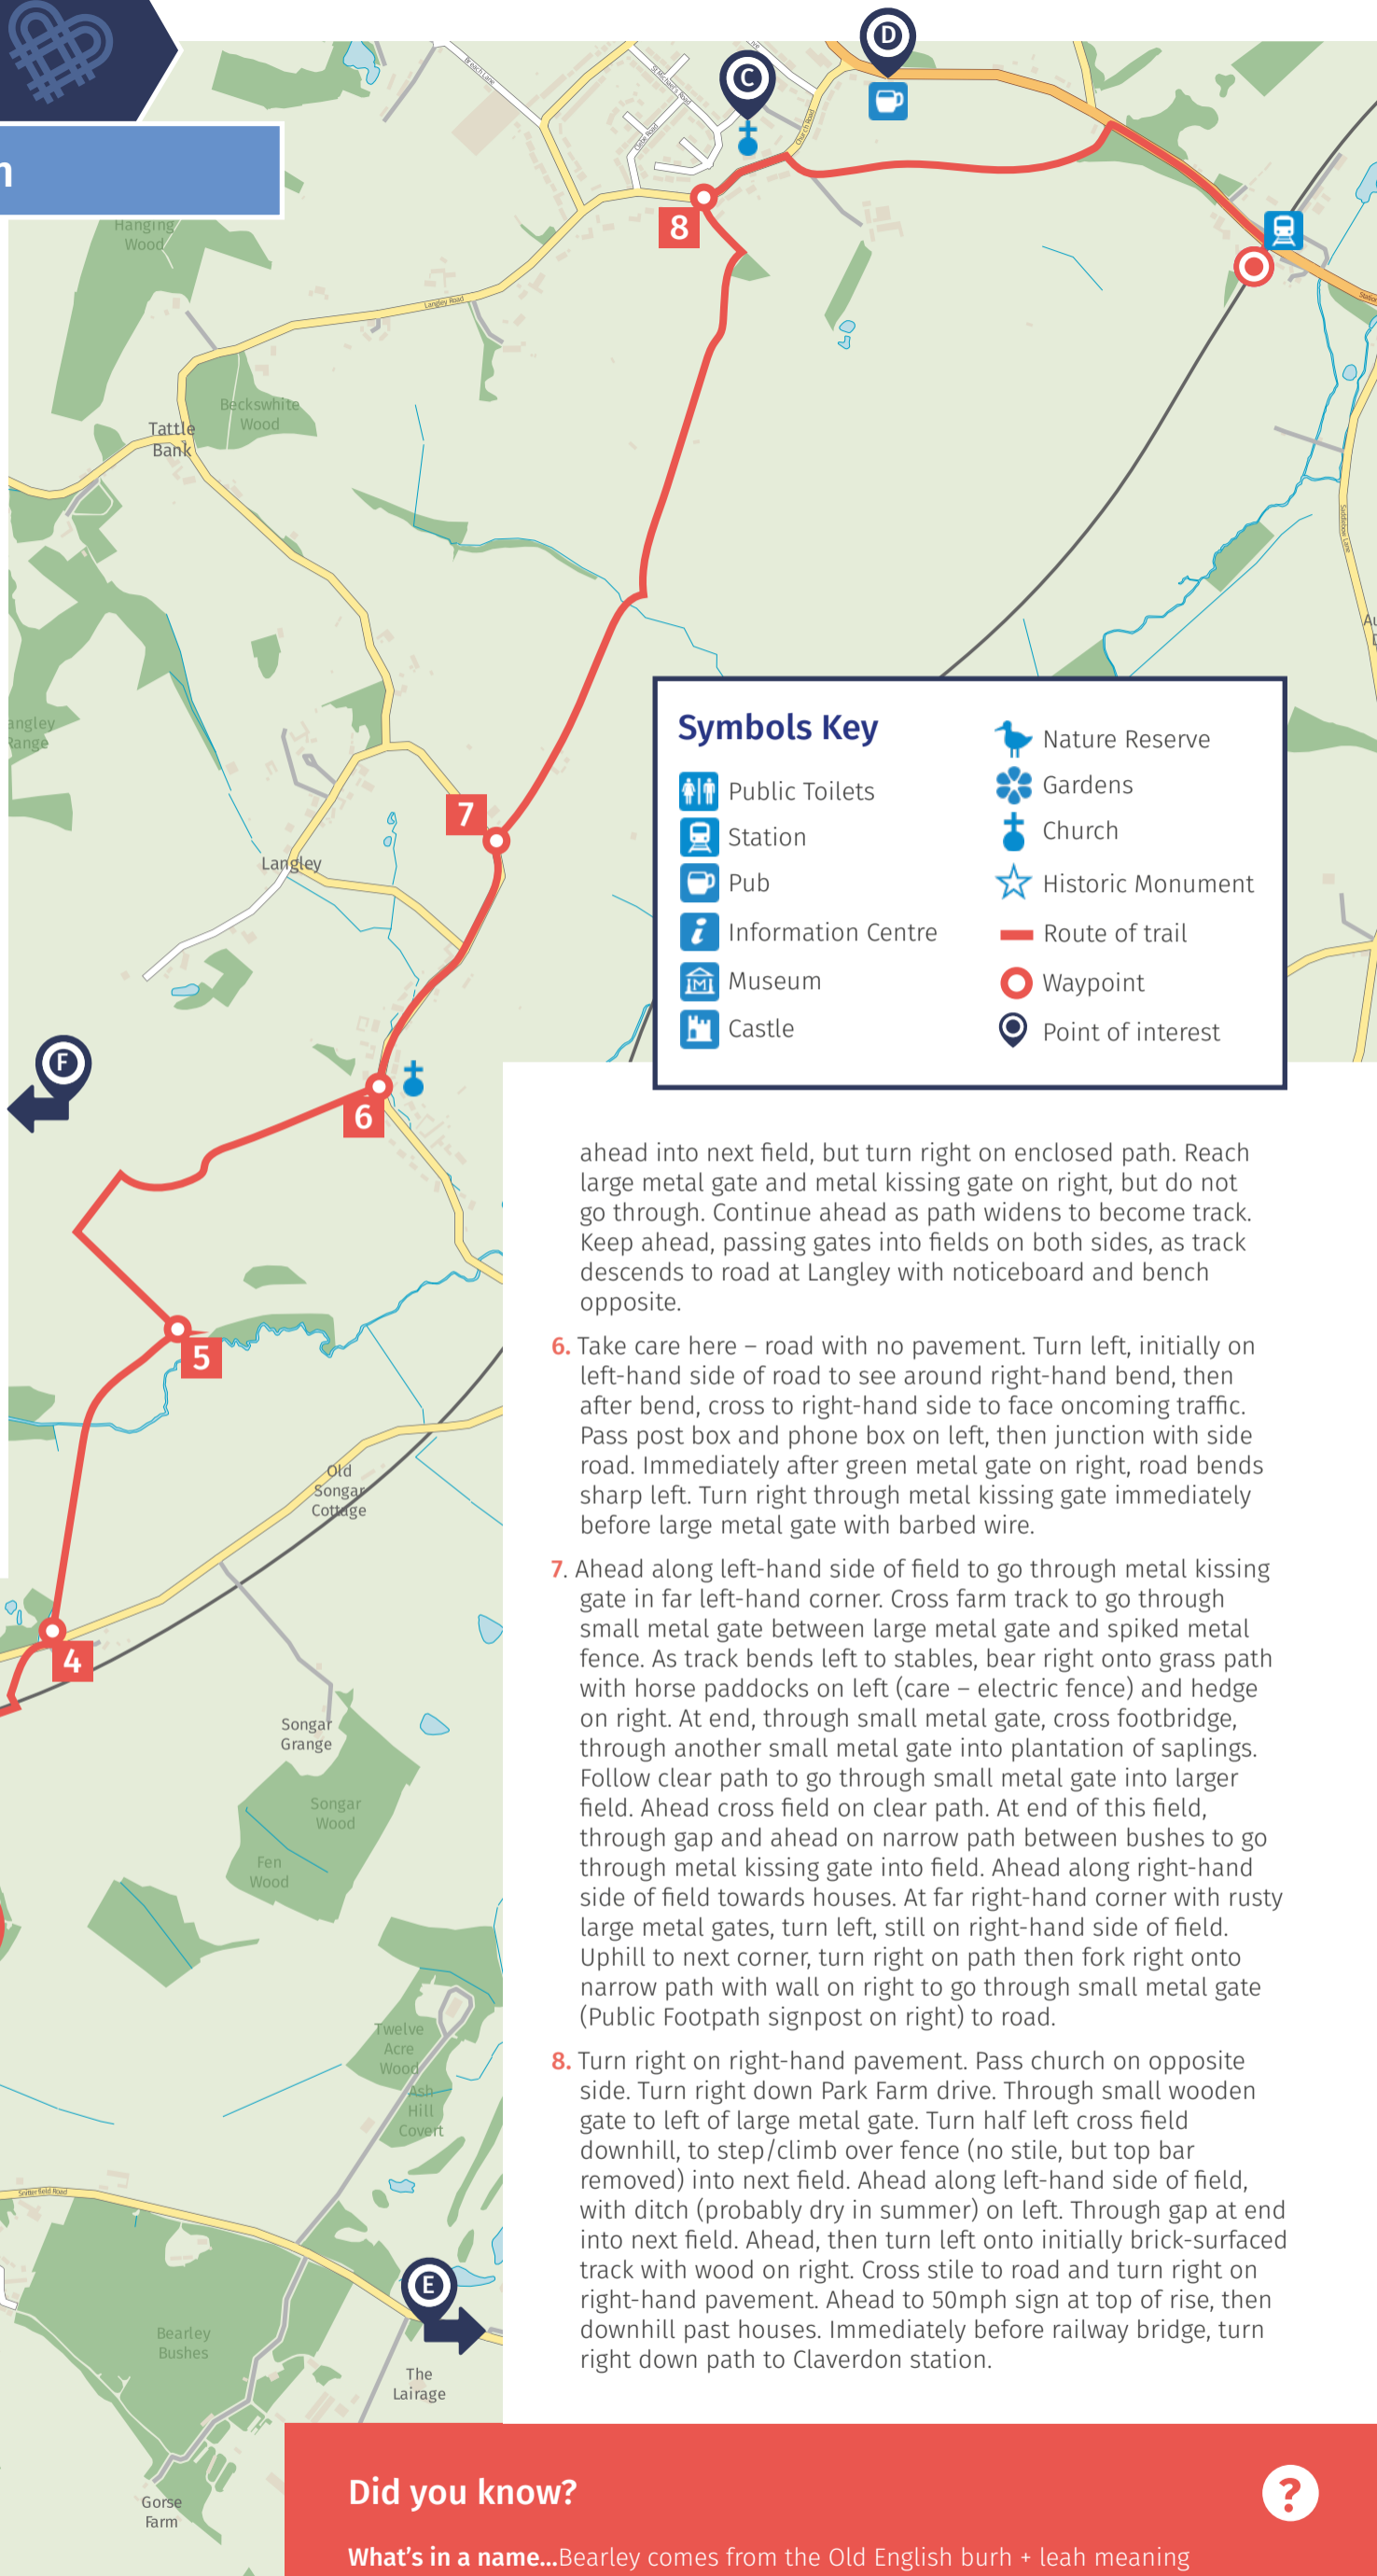 n
D
C
Breach Lane
St Michael's Road
Glebe Road
Church Road
8
Hanging
Wood
Langley Road
Beckswhite
Wood
Tattle
Bank
Saddlebow Lane
angley
Range
7
Langley
F
6
5
Old
Songar
Cottage
4
Songar
Grange
Songar
Wood
Fen
Wood
Twelve
Acre
Wood
Ash
Hill
Covert
Snitterfield Road
E
Bearley
Bushes
The
Lairage
Gorse
Farm
Symbols Key
Public Toilets
Station
Pub
Information Centre
Museum
Castle
Nature Reserve
Gardens
Church
Historic Monument
Route of trail
Waypoint
Point of interest
ahead into next field, but turn right on enclosed path. Reach
large metal gate and metal kissing gate on right, but do not
go through. Continue ahead as path widens to become track.
Keep ahead, passing gates into fields on both sides, as track
descends to road at Langley with noticeboard and bench
opposite.
6. Take care here – road with no pavement. Turn left, initially on
left-hand side of road to see around right-hand bend, then
after bend, cross to right-hand side to face oncoming traffic.
Pass post box and phone box on left, then junction with side
road. Immediately after green metal gate on right, road bends
sharp left. Turn right through metal kissing gate immediately
before large metal gate with barbed wire.
7. Ahead along left-hand side of field to go through metal kissing
gate in far left-hand corner. Cross farm track to go through
small metal gate between large metal gate and spiked metal
fence. As track bends left to stables, bear right onto grass path
with horse paddocks on left (care – electric fence) and hedge
on right. At end, through small metal gate, cross footbridge,
through another small metal gate into plantation of saplings.
Follow clear path to go through small metal gate into larger
field. Ahead cross field on clear path. At end of this field,
through gap and ahead on narrow path between bushes to go
through metal kissing gate into field. Ahead along right-hand
side of field towards houses. At far right-hand corner with rusty
large metal gates, turn left, still on right-hand side of field.
Uphill to next corner, turn right on path then fork right onto
narrow path with wall on right to go through small metal gate
(Public Footpath signpost on right) to road.
8. Turn right on right-hand pavement. Pass church on opposite
side. Turn right down Park Farm drive. Through small wooden
gate to left of large metal gate. Turn half left cross field
downhill, to step/climb over fence (no stile, but top bar
removed) into next field. Ahead along left-hand side of field,
with ditch (probably dry in summer) on left. Through gap at end
into next field. Ahead, then turn left onto initially brick-surfaced
track with wood on right. Cross stile to road and turn right on
right-hand pavement. Ahead to 50mph sign at top of rise, then
downhill past houses. Immediately before railway bridge, turn
right down path to Claverdon station.
Did you know?
?
What's in a name...Bearley comes from the Old English burh + leah meaning